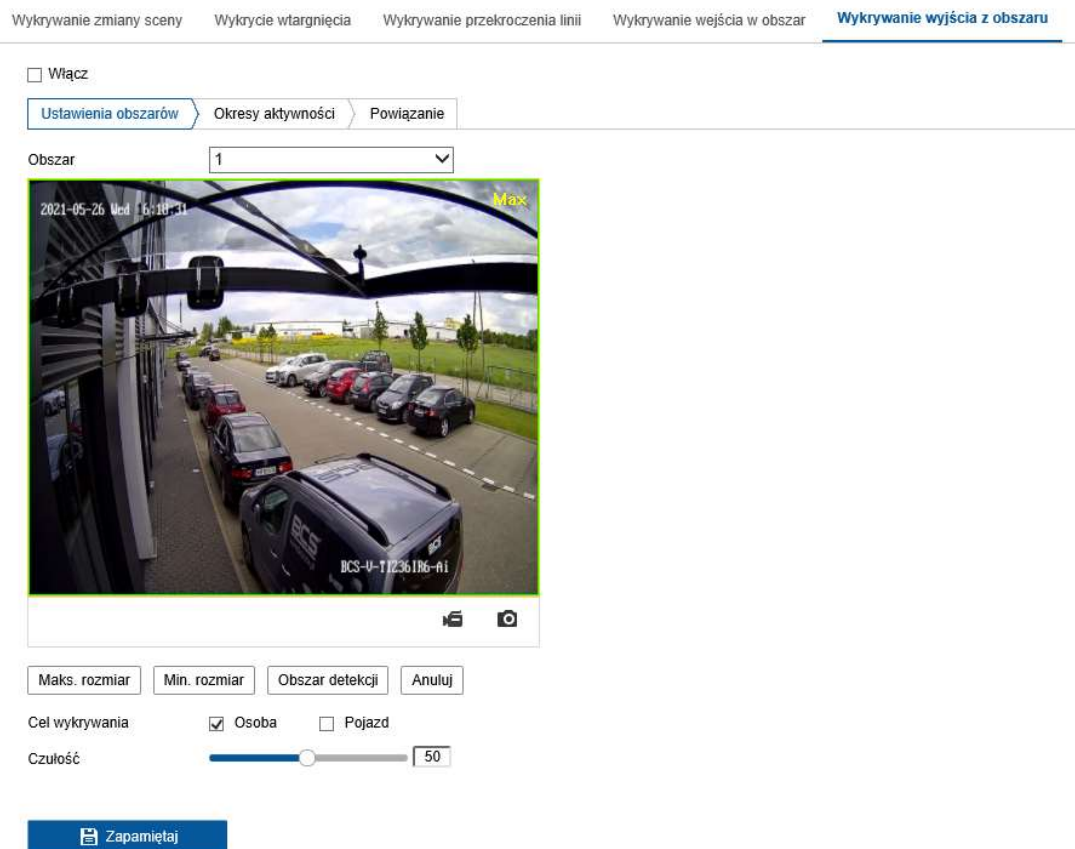 Wykrywanie zmiany sceny Wykrycie wtargnięcia Wykrywanie przekroczenia linii Wykrywanie wejścia w obszar Wykrywanie wyjścia z obszaru
Włącz
Ustawienia obszarów Okresy aktywności Powiązanie
Obszar 1
Max
2021-05-26 Wed 16:18:31
BCS
BCS
BCS-V-TI236IR6-Ai
Maks. rozmiar Min. rozmiar Obszar detekcji Anuluj
Cel wykrywania Osoba Pojazd
Czułość 50
Zapamiętaj